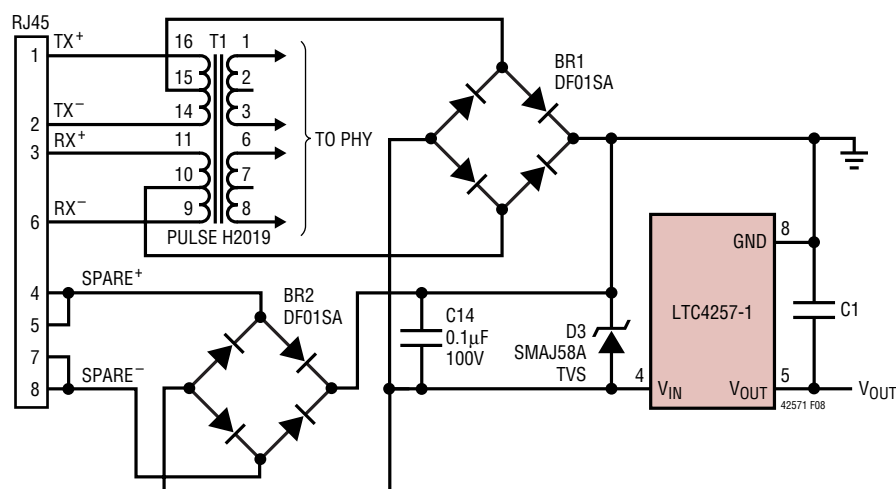 RJ45
1
TX+
2
TX−
3
RX+
6
RX−
4
SPARE+
5
7
8
SPARE−
16
T1
1
15
2
14
3
11
6
10
7
9
8
PULSE H2019
TO PHY
BR1
DF01SA
BR2
DF01SA
C14
0.1μF
100V
D3
SMAJ58A
TVS
GND
8
LTC4257-1
C1
4
VIN
VOUT
5
VOUT
42571 F08